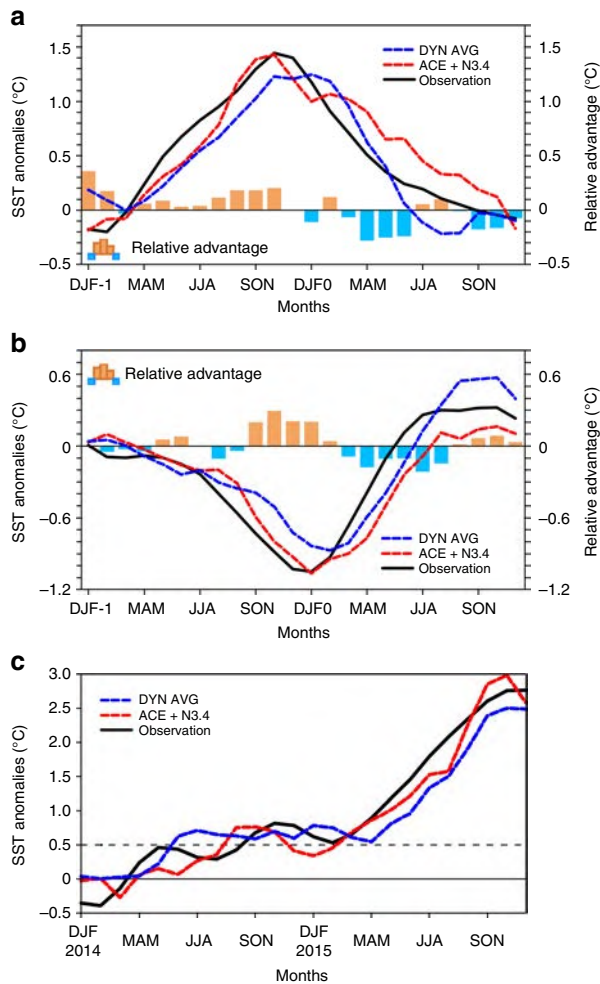 a
1.5
1.0
0.5
0
–0.5
SST anomalies (°C)
DYN AVG
ACE + N3.4
Observation
Relative advantage
1.5
1.0
0.5
0
–0.5
Relative advantage (°C)
DJF-1 MAM JJA SON DJF0 MAM JJA SON
Months
b
Relative advantage
0.6
0
–0.6
–1.2
SST anomalies (°C)
DYN AVG
ACE + N3.4
Observation
0.6
0
–0.6
–1.2
Relative advantage (°C)
DJF-1 MAM JJA SON DJF0 MAM JJA SON
Months
c
3.0
2.5
2.0
1.5
1.0
0.5
0
–0.5
SST anomalies (°C)
DYN AVG
ACE + N3.4
Observation
DJF MAM JJA SON DJF MAM JJA SON
2014 2015
Months